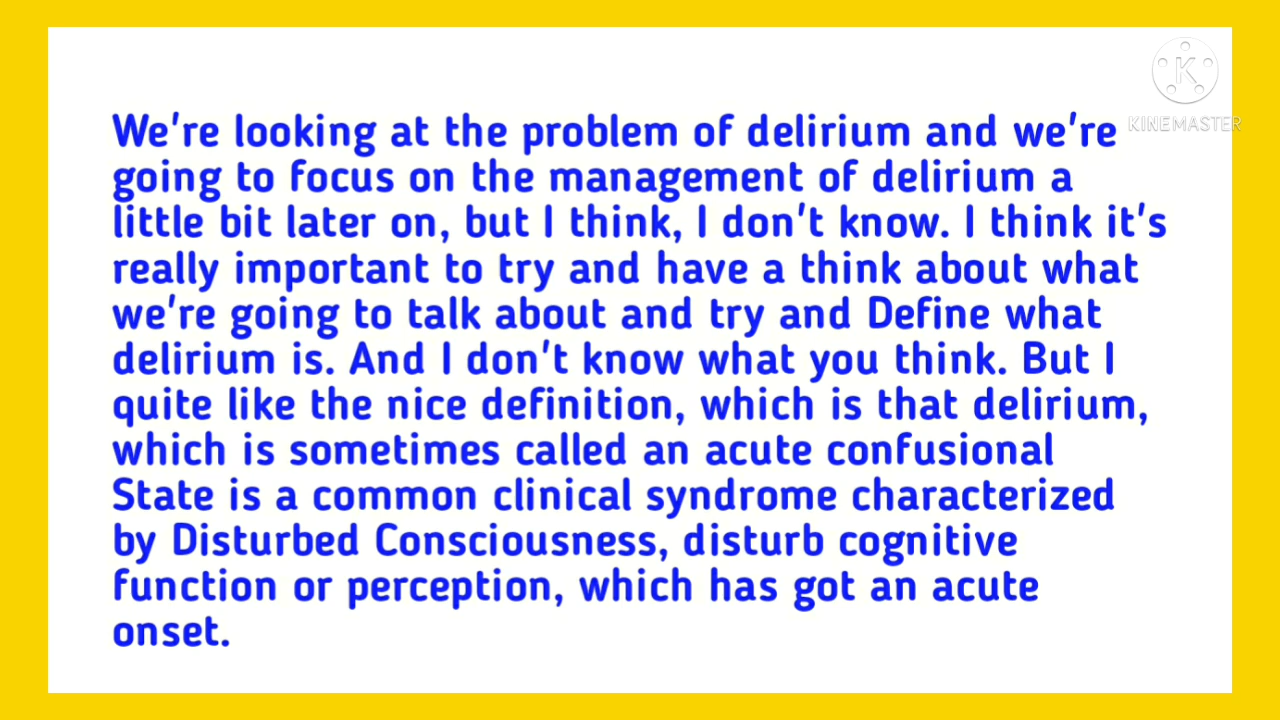 We're looking at the problem of delirium and we're
going to focus on the management of delirium a
little bit later on, but I think, I don't know. I think it's
really important to try and have a think about what
we're going to talk about and try and Define what
delirium is. And I don't know what you think. But I
quite like the nice definition, which is that delirium,
which is sometimes called an acute confusional
State is a common clinical syndrome characterized
by Disturbed Consciousness, disturb cognitive
function or perception, which has got an acute
onset.
K
KINEMASTER